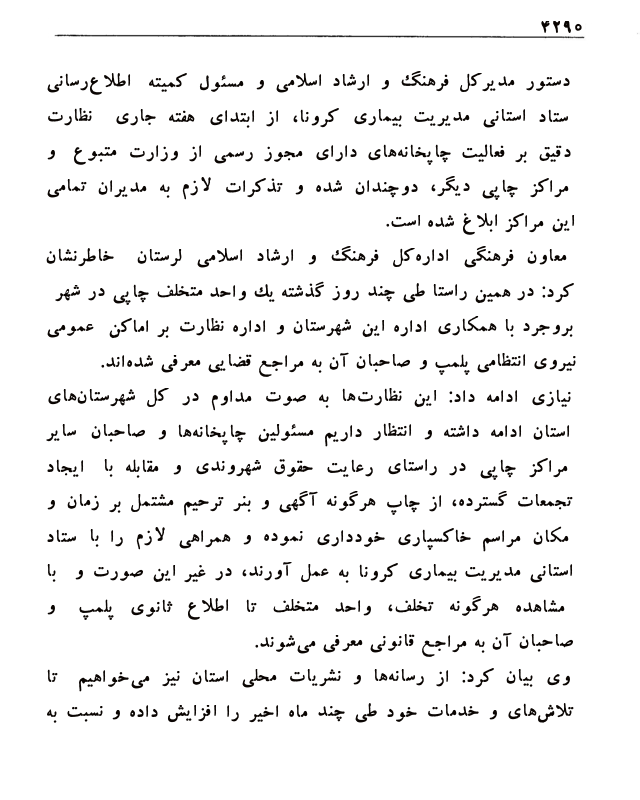 ۴۲۹۵
دستور مدیرکل فرهنگ و ارشاد اسلامی و مسئول کمیته اطلاع‌رسانی
ستاد استانی مدیریت بیماری کرونا، از ابتدای هفته جاری نظارت
دقیق بر فعالیت چاپخانه‌های دارای مجوز رسمی از وزارت متبوع و
مراکز چاپی دیگر، دوچندان شده و تذکرات لازم به مدیران تمامی
این مراکز ابلاغ شده است.
معاون فرهنگی اداره‌کل فرهنگ و ارشاد اسلامی لرستان خاطرنشان
کرد: در همین راستا طی چند روز گذشته یك واحد متخلف چاپی در شهر
بروجرد با همکاری اداره این شهرستان و اداره نظارت بر اماکن عمومی
نیروی انتظامی پلمپ و صاحبان آن به مراجع قضایی معرفی شده‌اند.
نیازی ادامه داد: این نظارت‌ها به صوت مداوم در کل شهرستان‌های
استان ادامه داشته و انتظار داریم مسئولین چاپخانه‌ها و صاحبان سایر
مراکز چاپی در راستای رعایت حقوق شهروندی و مقابله با ایجاد
تجمعات گسترده، از چاپ هرگونه آگهی و بنر ترحیم مشتمل بر زمان و
مکان مراسم خاکسپاری خودداری نموده و همراهی لازم را با ستاد
استانی مدیریت بیماری کرونا به عمل آورند، در غیر این صورت و با
مشاهده هرگونه تخلف، واحد متخلف تا اطلاع ثانوی پلمپ و
صاحبان آن به مراجع قانونی معرفی می‌شوند.
وی بیان کرد: از رسانه‌ها و نشریات محلی استان نیز می‌خواهیم تا
تلاش‌های و خدمات خود طی چند ماه اخیر را افزایش داده و نسبت به